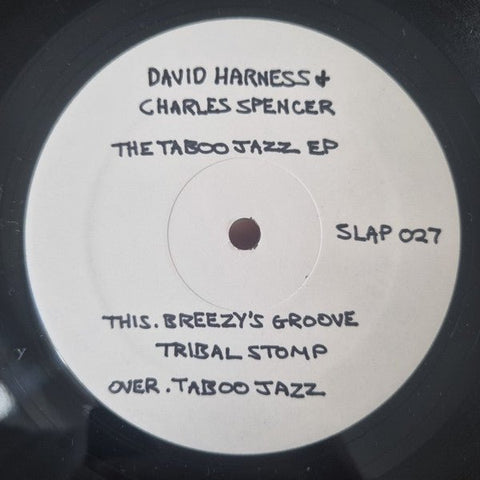 DAVID HARNESS +
CHARLES SPENCER
THE TABOO JAZZ EP
SLAP 027
THIS. BREEZY'S GROOVE
TRIBAL STOMP
OVER. TABOO JAZZ